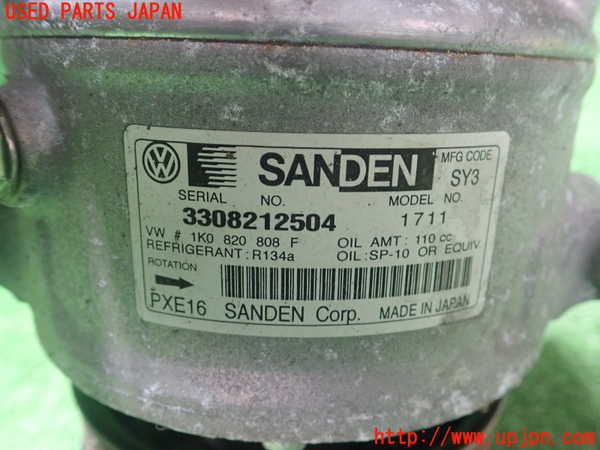 USED PARTS JAPAN
VW SANDEN MFG CODE
SY3
SERIAL NO. MODEL NO.
3308212504 1711
VW # 1K0 820 808 F OIL AMT: 110 cc
REFRIGERANT:R134a OIL:SP-10 OR EQUIV.
ROTATION
PXE16 SANDEN Corp. MADE IN JAPAN
http://www.upjpn.com/